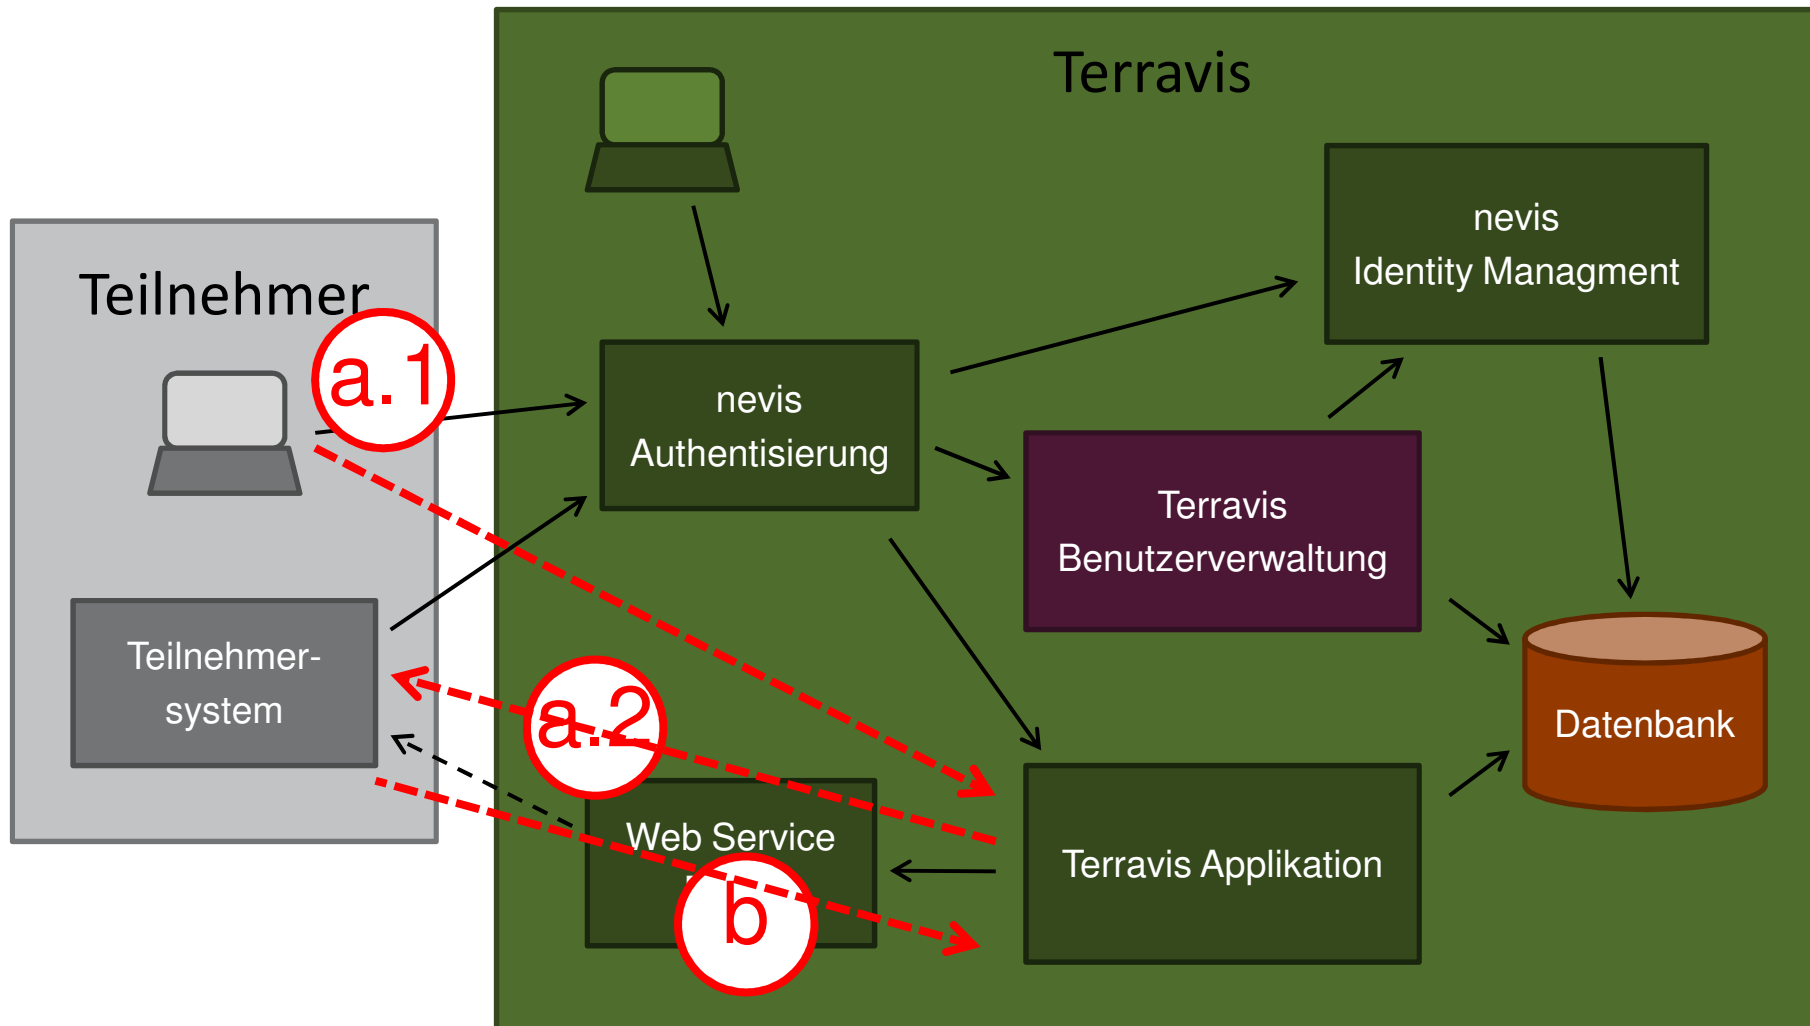 Terravis
Teilnehmer
nevis
Identity Managment
a.1
nevis
Authentisierung
Terravis
Benutzerverwaltung
Teilnehmer-
system
a.2
Datenbank
Web Service
Terravis Applikation
b